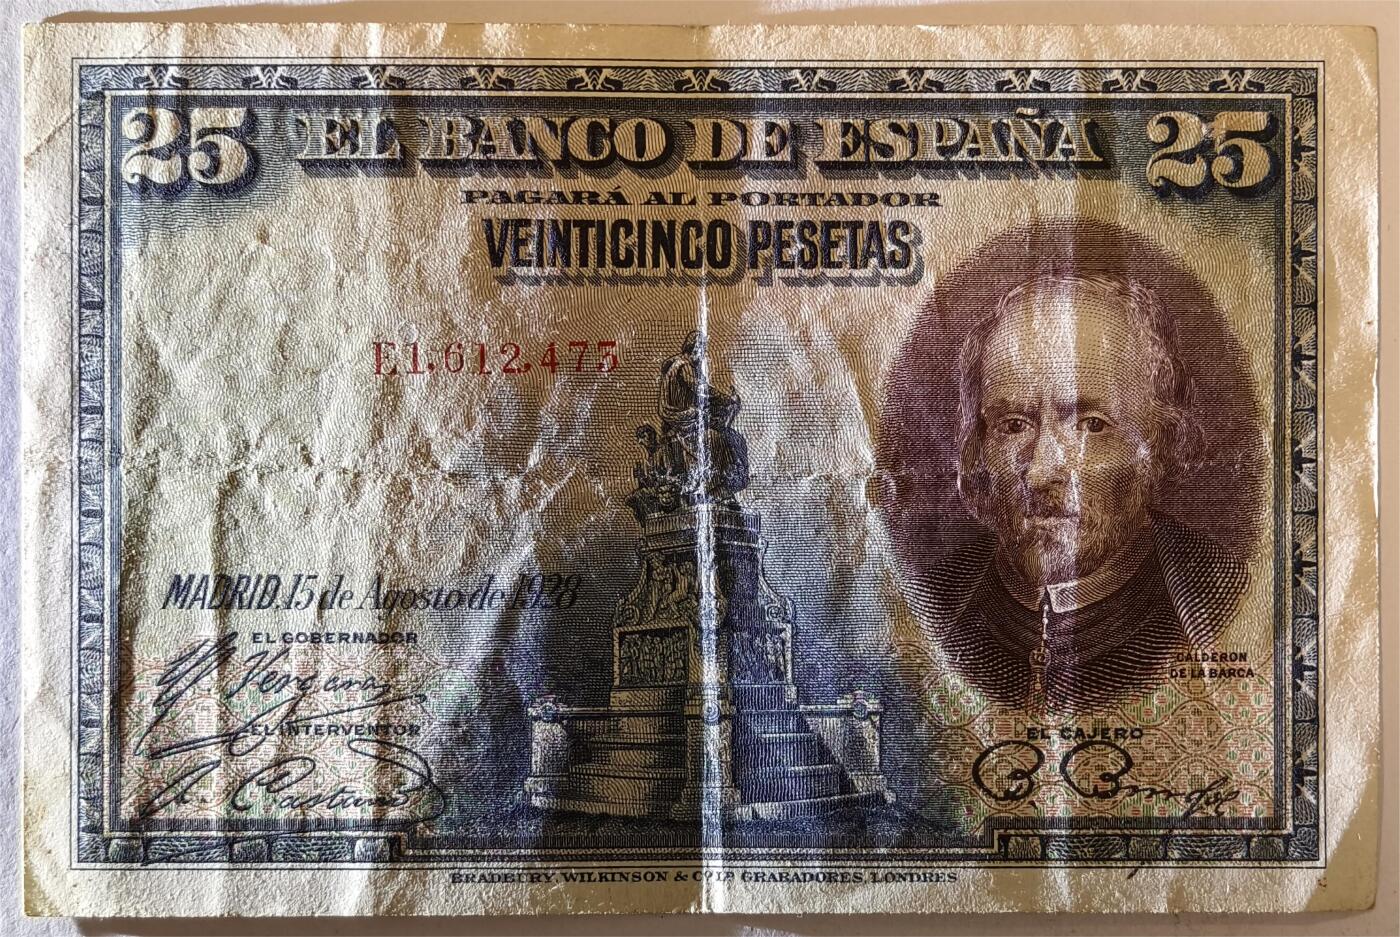 25 EL BANCO DE ESPAÑA 25
PAGARÁ AL PORTADOR
VEINTICINCO PESETAS
E1,612,473
MADRID, 15 de Agosto de 1928
EL GOBERNADOR
EL INTERVENTOR
CALDERON
DE LA BARCA
EL CAJERO
BRADBURY, WILKINSON & Cº Lᴰ GRABADORES, LONDRES